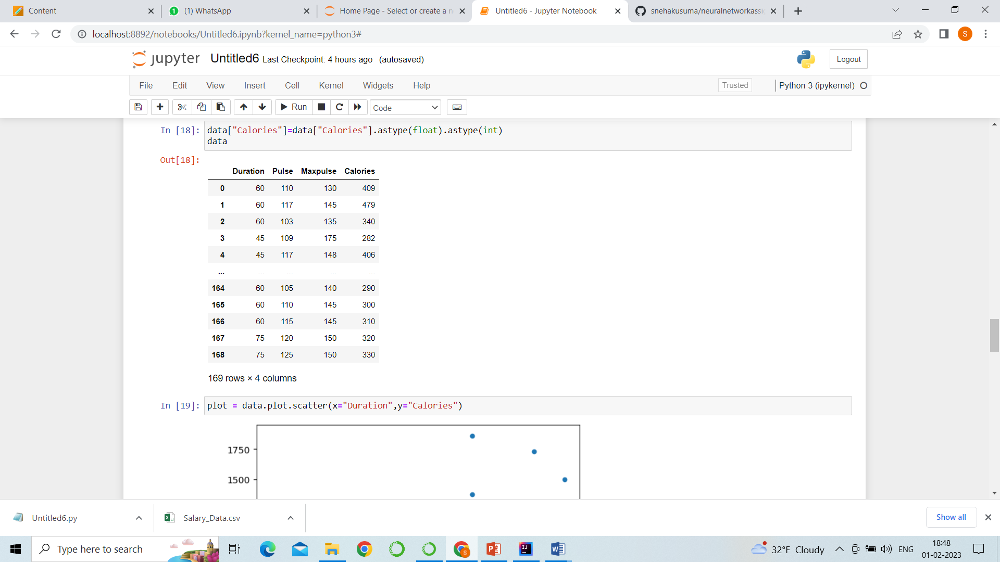 Content
(1) WhatsApp
Home Page - Select or create a n
Untitled6 - Jupyter Notebook
snehakusuma/neuralnetworkassi
localhost:8892/notebooks/Untitled6.ipynb?kernel_name=python3#
S
jupyter Untitled6 Last Checkpoint: 4 hours ago (autosaved)
Logout
File Edit View Insert Cell Kernel Widgets Help
Trusted
Python 3 (ipykernel)
Run
Code
In [18]: data["Calories"]=data["Calories"].astype(float).astype(int)
data
Out[18]:
Duration Pulse Maxpulse Calories
0 60 110 130 409
1 60 117 145 479
2 60 103 135 340
3 45 109 175 282
4 45 117 148 406
... ... ... ... ...
164 60 105 140 290
165 60 110 145 300
166 60 115 145 310
167 75 120 150 320
168 75 125 150 330
169 rows × 4 columns
In [19]: plot = data.plot.scatter(x="Duration",y="Calories")
1750
1500
Untitled6.py
Salary_Data.csv
Show all
Type here to search
32°F Cloudy
ENG
18:48
01-02-2023